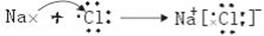 Na× + ·Cl: ⟶ Na⁺[×Cl:]⁻